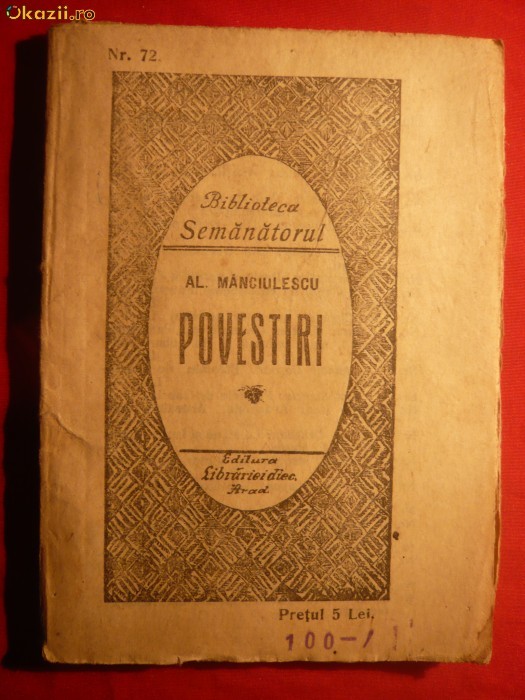 Okazii.ro
Nr. 72.
Biblioteca
Semănătorul
AL. MÂNCIULESCU
POVESTIRI
Editura
Librăriei diec.
Arad
Prețul 5 Lei.
100-/